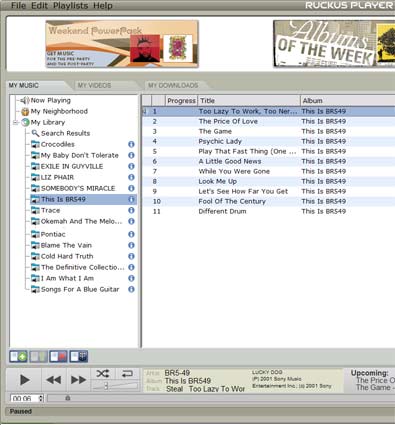 File Edit Playlists Help
RUCKUS PLAYER
Weekend PowerPack
GET MUSIC
FOR THE PRE-PARTY
AND THE POST-PARTY
Albums
OF THE WEEK
MY MUSIC
MY VIDEOS
MY DOWNLOADS
Now Playing
My Neighborhood
My Library
Search Results
Crocodiles
My Baby Don't Tolerate
EXILE IN GUYVILLE
LIZ PHAIR
SOMEBODY'S MIRACLE
This Is BR549
Trace
Okemah And The Melo...
Pontiac
Blame The Vain
Cold Hard Truth
The Definitive Collectio...
I Am What I Am
Songs For A Blue Guitar
Progress Title Album
1 Too Lazy To Work, Too Ner... This Is BR549
2 The Price Of Love This Is BR549
3 The Game This Is BR549
4 Psychic Lady This Is BR549
5 Play That Fast Thing (One ... This Is BR549
6 A Little Good News This Is BR549
7 While You Were Gone This Is BR549
8 Look Me Up This Is BR549
9 Let's See How Far You Get This Is BR549
10 Fool Of The Century This Is BR549
11 Different Drum This Is BR549
Artist BR5-49
Album This Is BR549
Track Steal Too Lazy To Wor
LUCKY DOG
(P) 2001 Sony Music
Entertainment Inc.; (c) 2001 Sony
Upcoming:
The Price O
The Game -
00:06
Paused